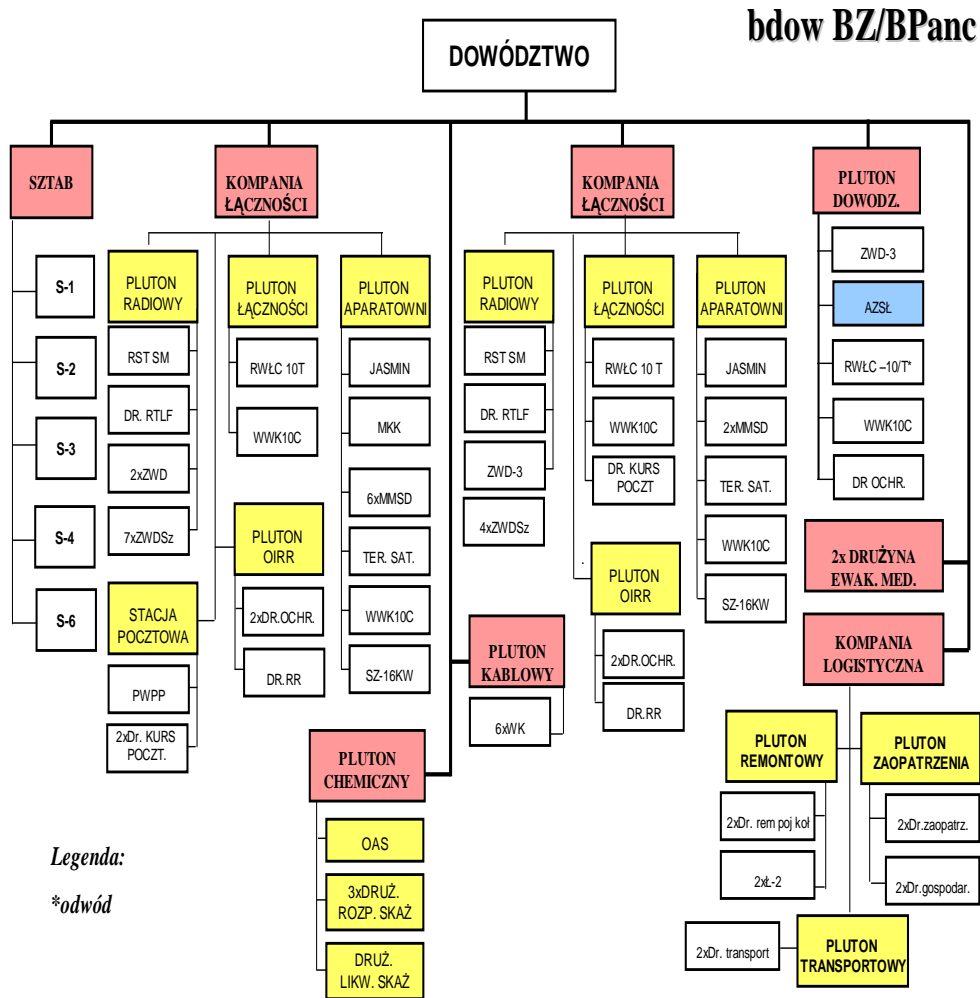 bdow BZ/BPanc
DOWÓDZTWO
SZTAB
S-1
S-2
S-3
S-4
S-6
KOMPANIA
ŁĄCZNOŚCI
PLUTON
RADIOWY
RST SM
DR. RTLF
2xZWD
7xZWDSz
STACJA
POCZTOWA
PWPP
2xDr. KURS
POCZT.
PLUTON
ŁĄCZNOŚCI
RWŁC 10T
WWK10C
PLUTON
OIRR
2xDR.OCHR.
DR.RR
PLUTON
APARATOWNI
JASMIN
MKK
6xMMSD
TER. SAT.
WWK10C
SZ-16KW
PLUTON
CHEMICZNY
OAS
3xDRUŻ.
ROZP. SKAŻ
DRUŻ.
LIKW. SKAŻ
PLUTON
KABLOWY
6xWK
KOMPANIA
ŁĄCZNOŚCI
PLUTON
RADIOWY
RST SM
DR. RTLF
ZWD-3
4xZWDSz
PLUTON
ŁĄCZNOŚCI
RWŁC 10 T
WWK10C
DR. KURS
POCZT
PLUTON
OIRR
2xDR.OCHR.
DR.RR
PLUTON
APARATOWNI
JASMIN
2xMMSD
TER. SAT.
WWK10C
SZ-16KW
PLUTON
DOWODZ.
ZWD-3
AZSŁ
RWŁC –10/T*
WWK10C
DR OCHR.
2x DRUŻYNA
EWAK. MED.
KOMPANIA
LOGISTYCZNA
PLUTON
REMONTOWY
2xDr. rem poj koł
2xŁ-2
PLUTON
ZAOPATRZENIA
2xDr.zaopatrz.
2xDr.gospodar.
2xDr. transport
PLUTON
TRANSPORTOWY
Legenda:
*odwód